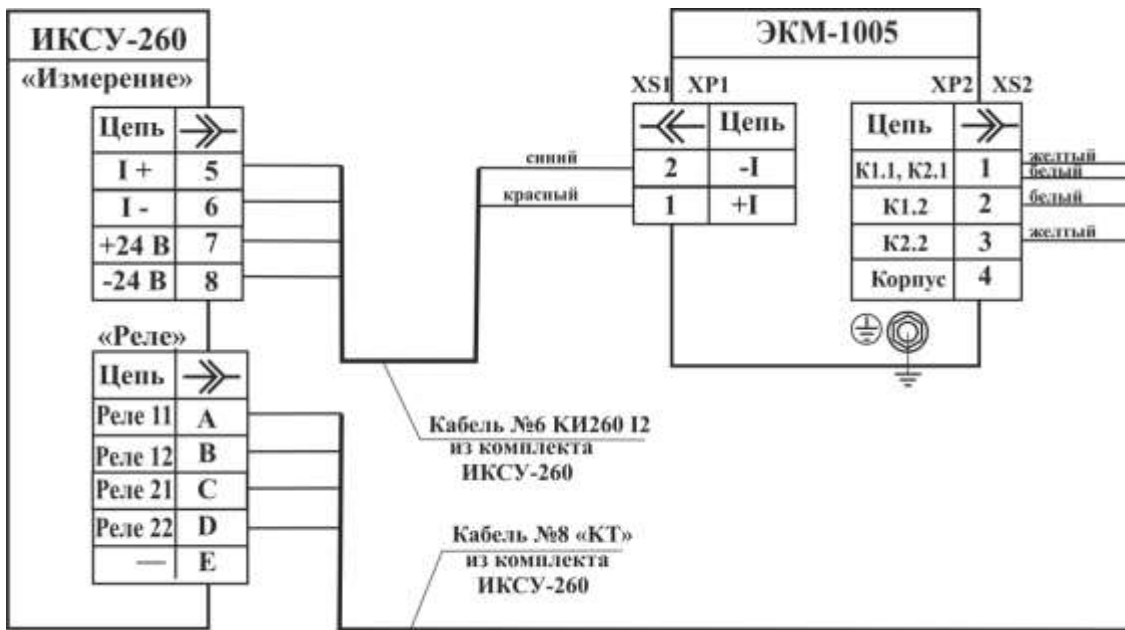 ИКСУ-260
«Измерение»
Цепь
I + 5
I - 6
+24 В 7
-24 В 8
«Реле»
Цепь
Реле 11 A
Реле 12 B
Реле 21 C
Реле 22 D
— E
ЭКМ-1005
XS1 XP1
Цепь
2 -I
1 +I
синий
красный
XP2 XS2
Цепь
К1.1, К2.1 1
К1.2 2
К2.2 3
Корпус 4
желтый
белый
белый
желтый
Кабель №6 КИ260 I2
из комплекта
ИКСУ-260
Кабель №8 «КТ»
из комплекта
ИКСУ-260